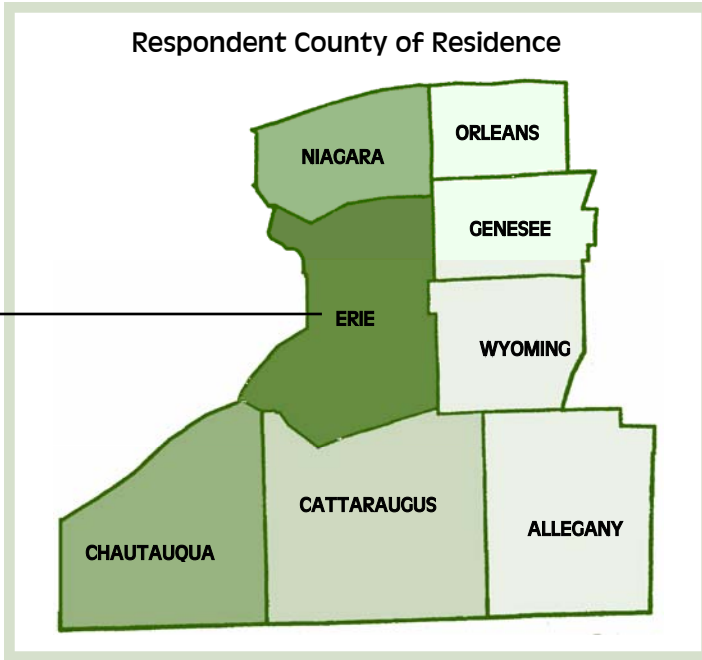 Respondent County of Residence
ORLEANS
NIAGARA
GENESEE
ERIE
WYOMING
CATTARAUGUS
ALLEGANY
CHAUTAUQUA